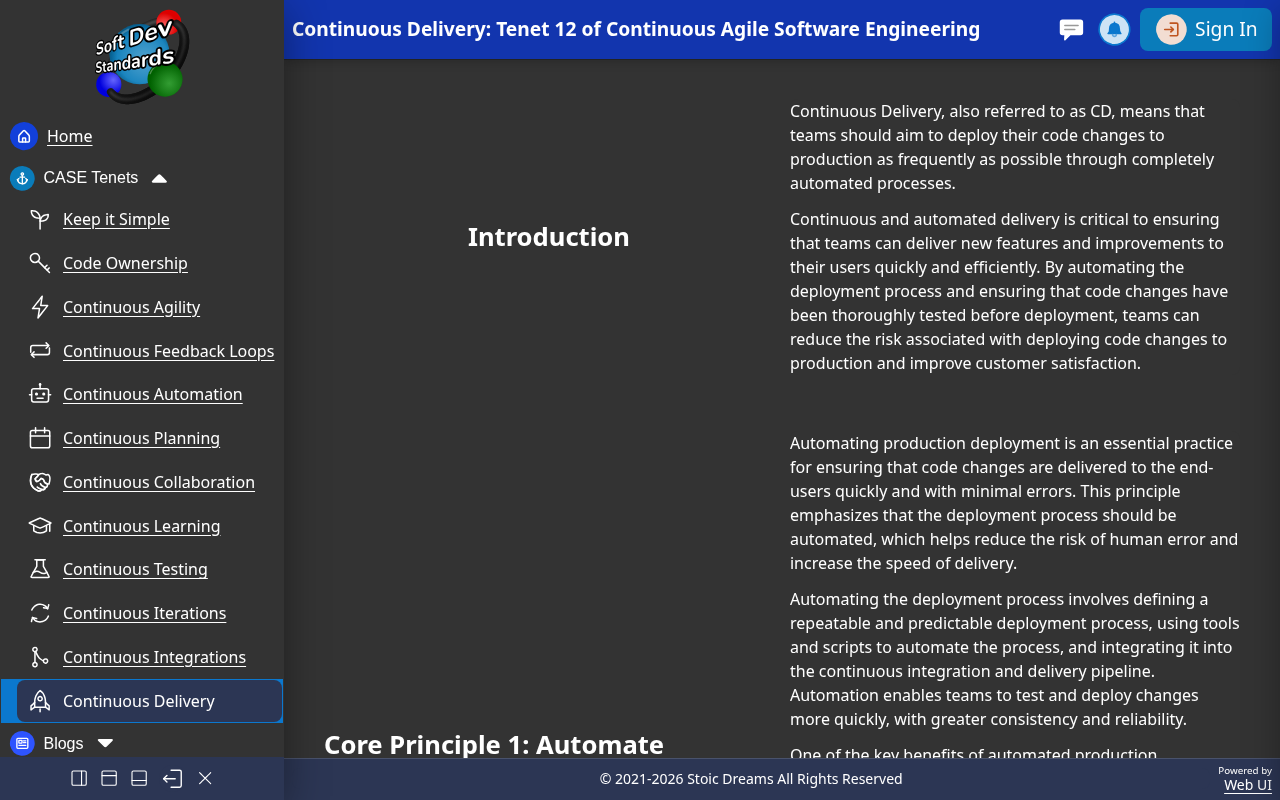 Soft Dev
Standards
Home
CASE Tenets
Keep it Simple
Code Ownership
Continuous Agility
Continuous Feedback Loops
Continuous Automation
Continuous Planning
Continuous Collaboration
Continuous Learning
Continuous Testing
Continuous Iterations
Continuous Integrations
Continuous Delivery
Blogs
Continuous Delivery: Tenet 12 of Continuous Agile Software Engineering
Sign In
Introduction
Continuous Delivery, also referred to as CD, means that
teams should aim to deploy their code changes to
production as frequently as possible through completely
automated processes.
Continuous and automated delivery is critical to ensuring
that teams can deliver new features and improvements to
their users quickly and efficiently. By automating the
deployment process and ensuring that code changes have
been thoroughly tested before deployment, teams can
reduce the risk associated with deploying code changes to
production and improve customer satisfaction.
Core Principle 1: Automate
Automating production deployment is an essential practice
for ensuring that code changes are delivered to the end-
users quickly and with minimal errors. This principle
emphasizes that the deployment process should be
automated, which helps reduce the risk of human error and
increase the speed of delivery.
Automating the deployment process involves defining a
repeatable and predictable deployment process, using tools
and scripts to automate the process, and integrating it into
the continuous integration and delivery pipeline.
Automation enables teams to test and deploy changes
more quickly, with greater consistency and reliability.
One of the key benefits of automated production
© 2021-2026 Stoic Dreams All Rights Reserved
Powered by
Web UI